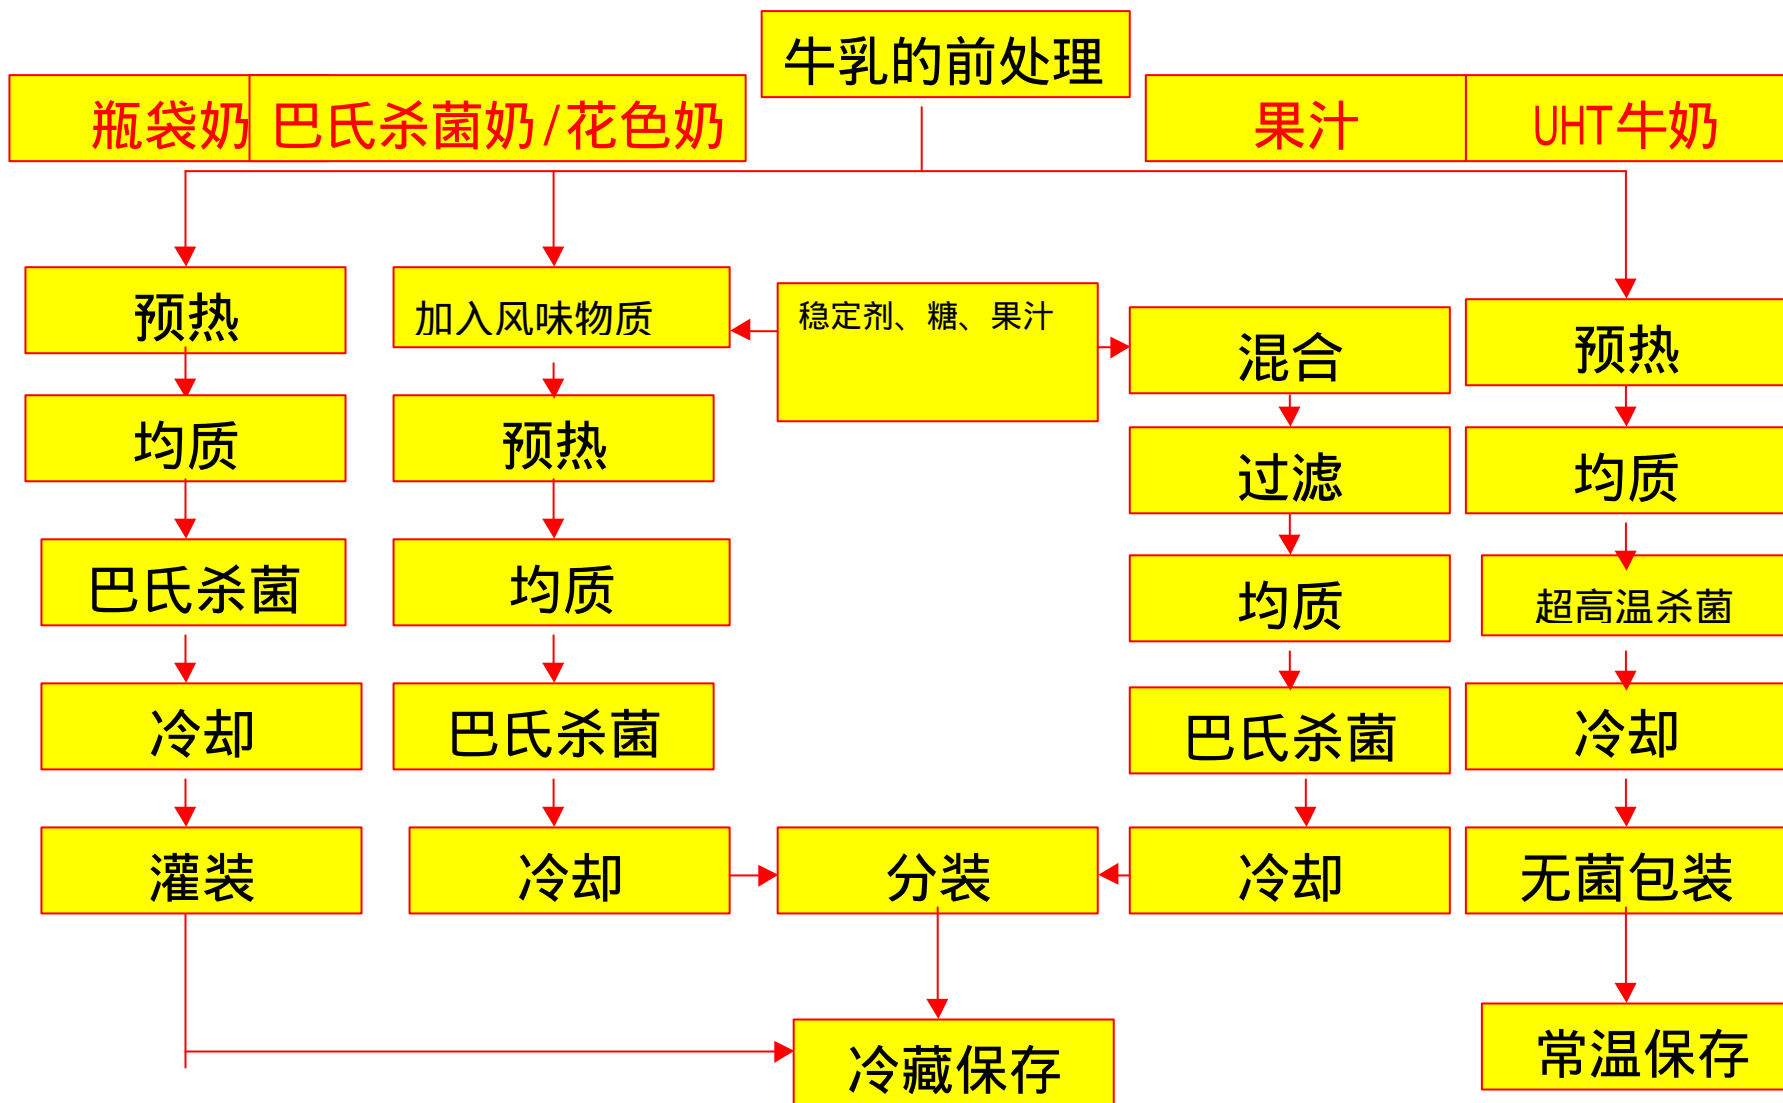 牛乳的前处理
瓶袋奶
巴氏杀菌奶/花色奶
果汁
UHT牛奶
预热
加入风味物质
稳定剂、糖、果汁
混合
预热
均质
预热
过滤
均质
巴氏杀菌
均质
均质
超高温杀菌
冷却
巴氏杀菌
巴氏杀菌
冷却
灌装
冷却
分装
冷却
无菌包装
冷藏保存
常温保存